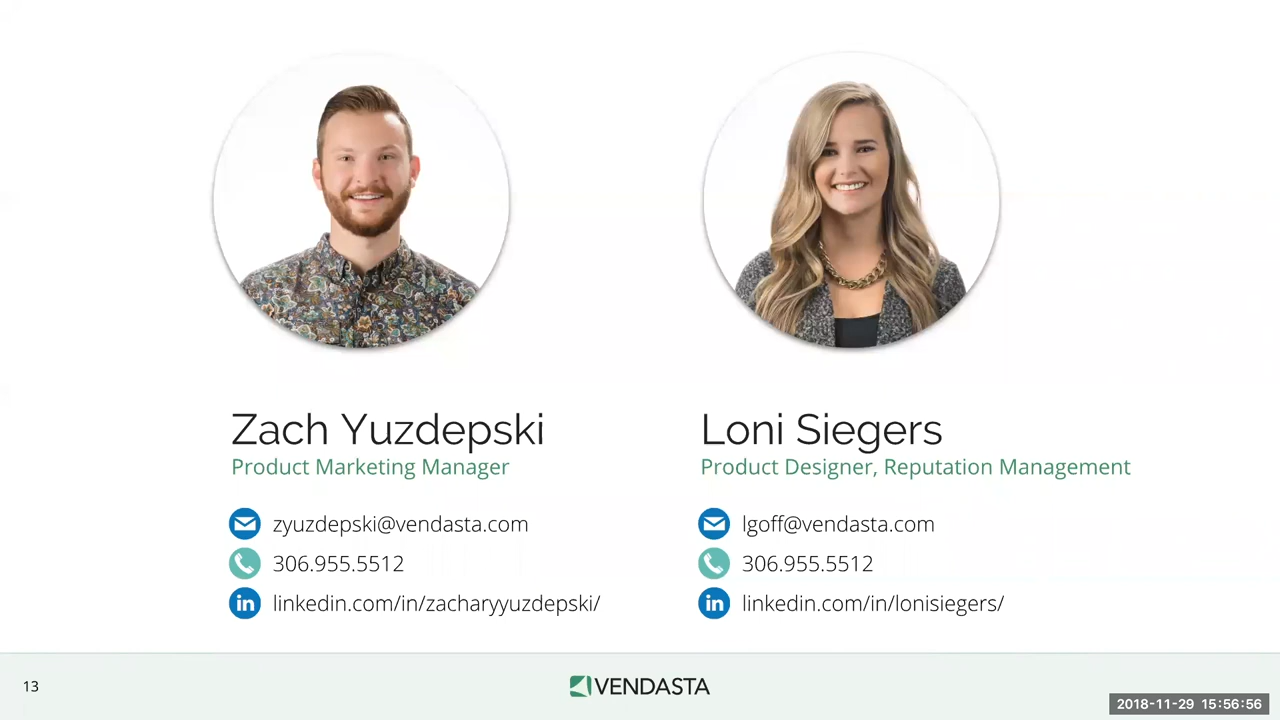 Zach Yuzdepski
Product Marketing Manager
zyuzdepski@vendasta.com
306.955.5512
linkedin.com/in/zacharyyuzdepski/
Loni Siegers
Product Designer, Reputation Management
lgoff@vendasta.com
306.955.5512
linkedin.com/in/lonisiegers/
13
VENDASTA
2018-11-29 15:56:56